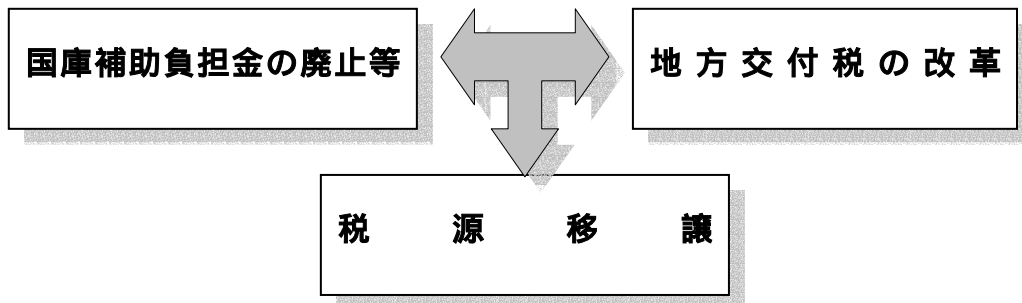 国庫補助負担金の廃止等
地方交付税の改革
税源移譲